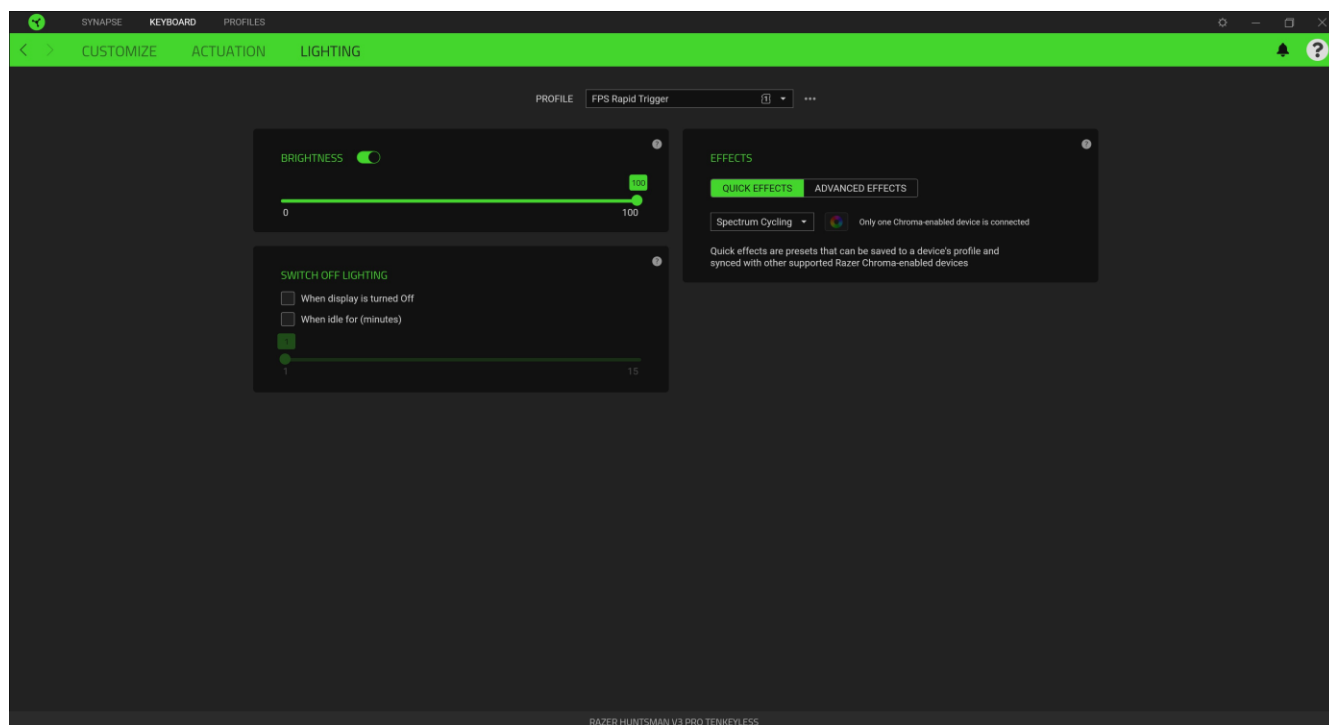 SYNAPSE KEYBOARD PROFILES
CUSTOMIZE ACTUATION LIGHTING ?
PROFILE FPS Rapid Trigger 1 •••
BRIGHTNESS ?
100
0 100
SWITCH OFF LIGHTING ?
When display is turned Off
When idle for (minutes)
1
1 15
EFFECTS ?
QUICK EFFECTS ADVANCED EFFECTS
Spectrum Cycling Only one Chroma-enabled device is connected
Quick effects are presets that can be saved to a device's profile and
synced with other supported Razer Chroma-enabled devices
RAZER HUNTSMAN V3 PRO TENKEYLESS